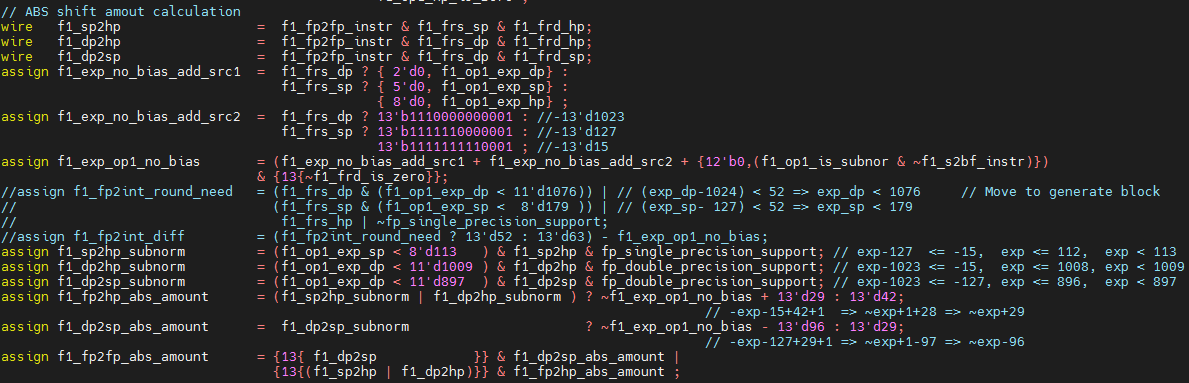 // ABS shift amout calculation
wire   f1_sp2hp                 =  f1_fp2fp_instr & f1_frs_sp & f1_frd_hp;
wire   f1_dp2hp                 =  f1_fp2fp_instr & f1_frs_dp & f1_frd_hp;
wire   f1_dp2sp                 =  f1_fp2fp_instr & f1_frs_dp & f1_frd_sp;
assign f1_exp_no_bias_add_src1  =  f1_frs_dp ? { 2'd0, f1_op1_exp_dp} :
f1_frs_sp ? { 5'd0, f1_op1_exp_sp} :
{ 8'd0, f1_op1_exp_hp} ;
assign f1_exp_no_bias_add_src2  =  f1_frs_dp ? 13'b1110000000001 : //-13'd1023
f1_frs_sp ? 13'b1111110000001 : //-13'd127
13'b1111111110001 ; //-13'd15
assign f1_exp_op1_no_bias       = (f1_exp_no_bias_add_src1 + f1_exp_no_bias_add_src2 + {12'b0,(f1_op1_is_subnor & ~f1_s2bf_instr)})
& {13{~f1_frd_is_zero}};
//assign f1_fp2int_round_need   = (f1_frs_dp & (f1_op1_exp_dp < 11'd1076)) | // (exp_dp-1024) < 52 => exp_dp < 1076     // Move to generate block
//                                (f1_frs_sp & (f1_op1_exp_sp <  8'd179 )) | // (exp_sp- 127) < 52 => exp_sp < 179
//                                 f1_frs_hp | ~fp_single_precision_support;
//assign f1_fp2int_diff         = (f1_fp2int_round_need ? 13'd52 : 13'd63) - f1_exp_op1_no_bias;
assign f1_sp2hp_subnorm         = (f1_op1_exp_sp < 8'd113   ) & f1_sp2hp & fp_single_precision_support; // exp-127  <= -15,  exp <= 112,  exp < 113
assign f1_dp2hp_subnorm         = (f1_op1_exp_dp < 11'd1009 ) & f1_dp2hp & fp_double_precision_support; // exp-1023 <= -15,  exp <= 1008, exp < 1009
assign f1_dp2sp_subnorm         = (f1_op1_exp_dp < 11'd897  ) & f1_dp2sp & fp_double_precision_support; // exp-1023 <= -127, exp <= 896,  exp < 897
assign f1_fp2hp_abs_amount      = (f1_sp2hp_subnorm | f1_dp2hp_subnorm ) ? ~f1_exp_op1_no_bias + 13'd29 : 13'd42;
// -exp-15+42+1  => ~exp+1+28 => ~exp+29
assign f1_dp2sp_abs_amount      =  f1_dp2sp_subnorm                      ? ~f1_exp_op1_no_bias - 13'd96 : 13'd29;
// -exp-127+29+1 => ~exp+1-97 => ~exp-96
assign f1_fp2fp_abs_amount      = {13{ f1_dp2sp            }} & f1_dp2sp_abs_amount |
{13{(f1_sp2hp | f1_dp2hp)}} & f1_fp2hp_abs_amount ;